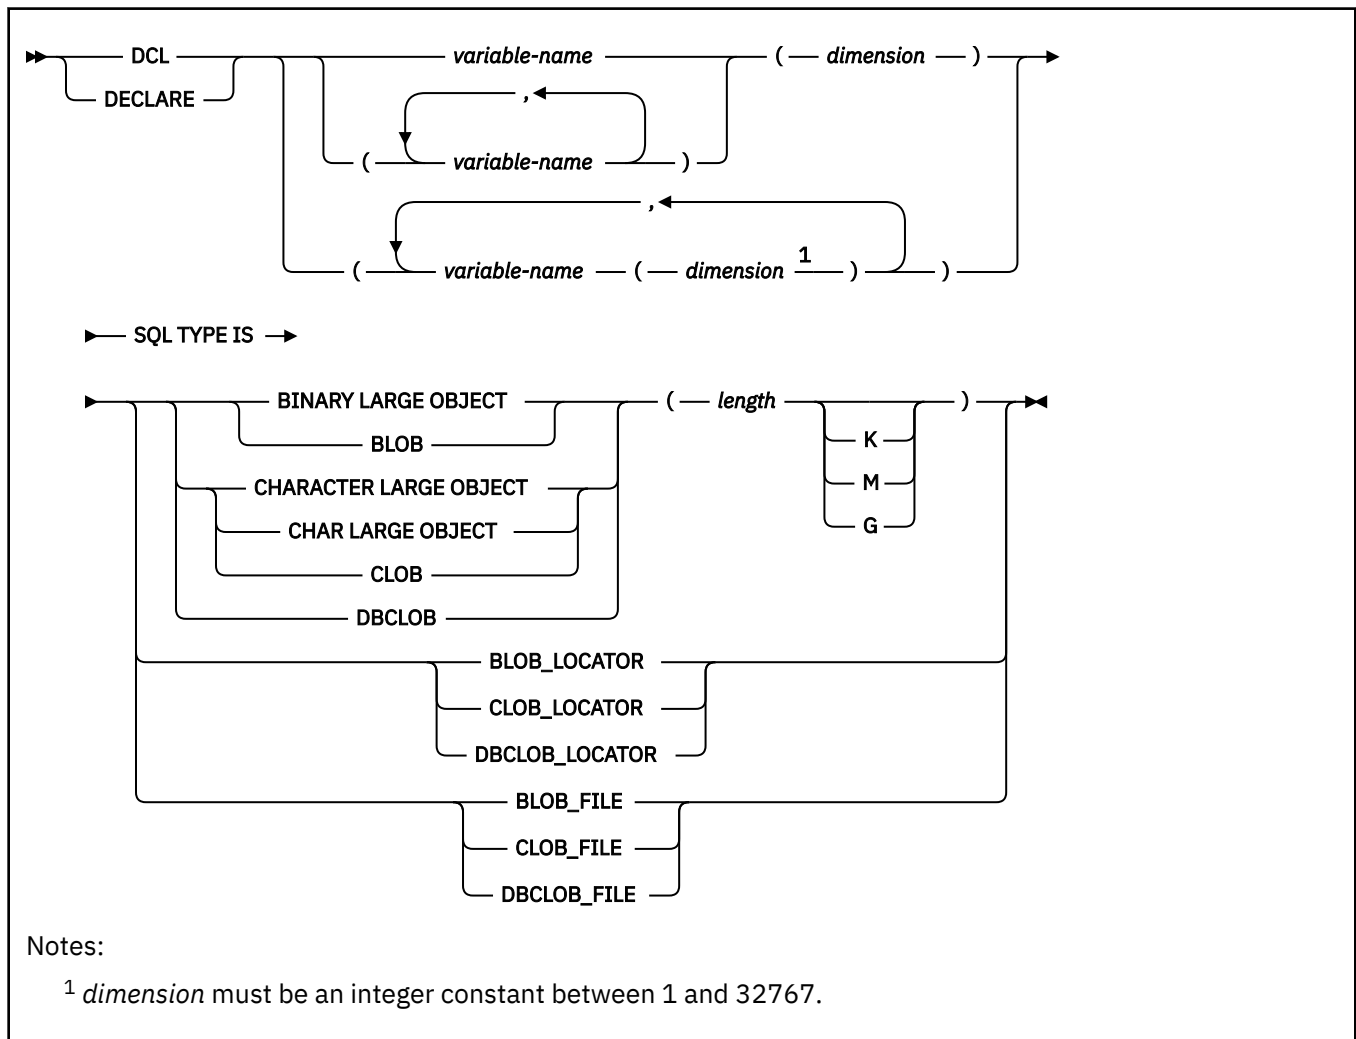 DCL variable-name ( dimension )
DECLARE
,
( variable-name )
,
( variable-name ( dimension 1 ) )
SQL TYPE IS
BINARY LARGE OBJECT ( length )
K
BLOB
M
CHARACTER LARGE OBJECT
G
CHAR LARGE OBJECT
CLOB
DBCLOB
BLOB_LOCATOR
CLOB_LOCATOR
DBCLOB_LOCATOR
BLOB_FILE
CLOB_FILE
DBCLOB_FILE
Notes:
1 dimension must be an integer constant between 1 and 32767.